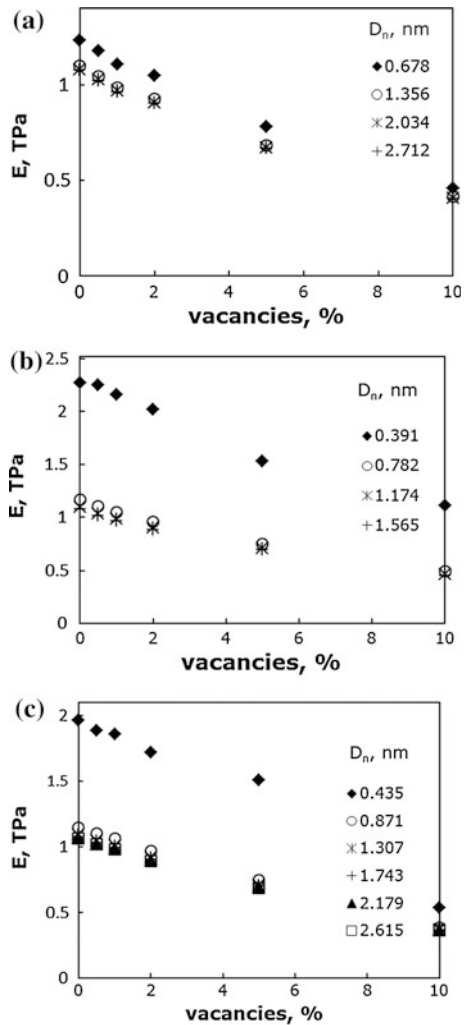 (a)
D_n, nm
◆0.678
○1.356
✳2.034
+2.712
1
0.5
0
E, TPa
0 2 4 6 8 10
vacancies, %
(b)
2.5
D_n, nm
2
◆0.391
○0.782
1.5
✳1.174
+1.565
1
0.5
0
E, TPa
0 2 4 6 8 10
vacancies, %
(c)
2
D_n, nm
◆0.435
1.5
○0.871
✳1.307
+1.743
1
▲2.179
□2.615
0.5
0
E, TPa
0 2 4 6 8 10
vacancies, %